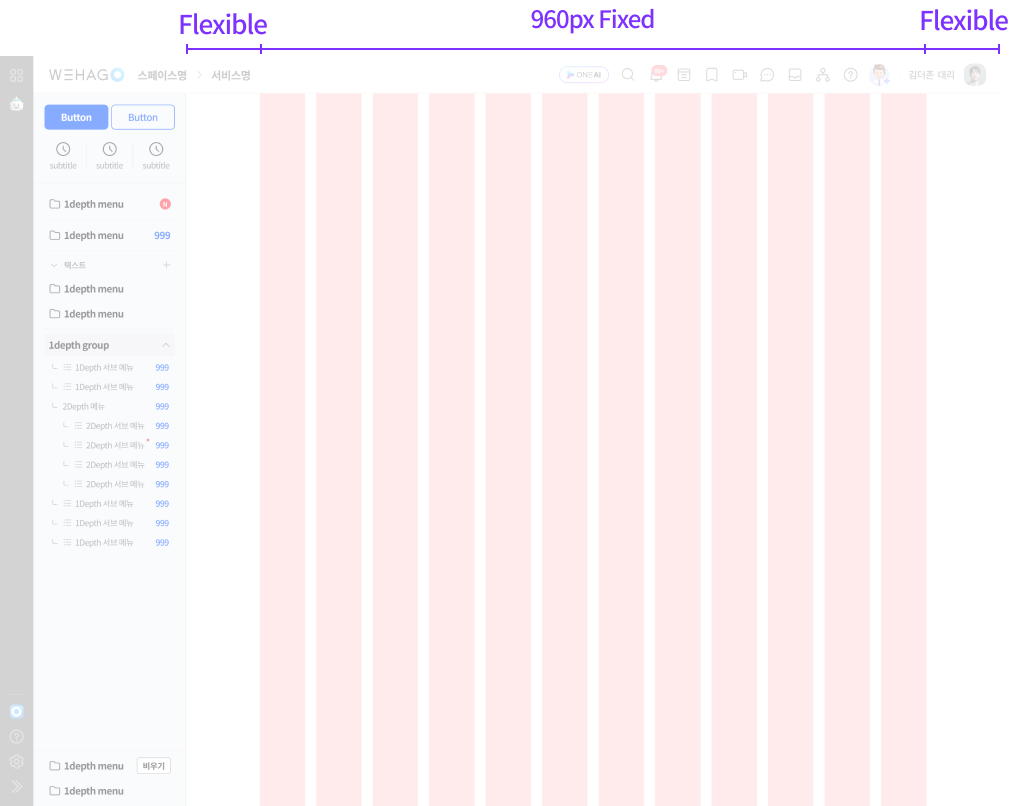 Flexible
960px Fixed
Flexible
WEHAGO 스페이스명 서비스명
ONE AI
김더존 대리
Button
Button
subtitle
subtitle
subtitle
1depth menu
N
1depth menu
999
텍스트
1depth menu
1depth menu
1depth group
1Depth 서브 메뉴
999
1Depth 서브 메뉴
999
2Depth 메뉴
999
2Depth 서브 메뉴
999
2Depth 서브 메뉴
999
2Depth 서브 메뉴
999
2Depth 서브 메뉴
999
1Depth 서브 메뉴
999
1Depth 서브 메뉴
999
1Depth 서브 메뉴
999
1depth menu
비우기
1depth menu